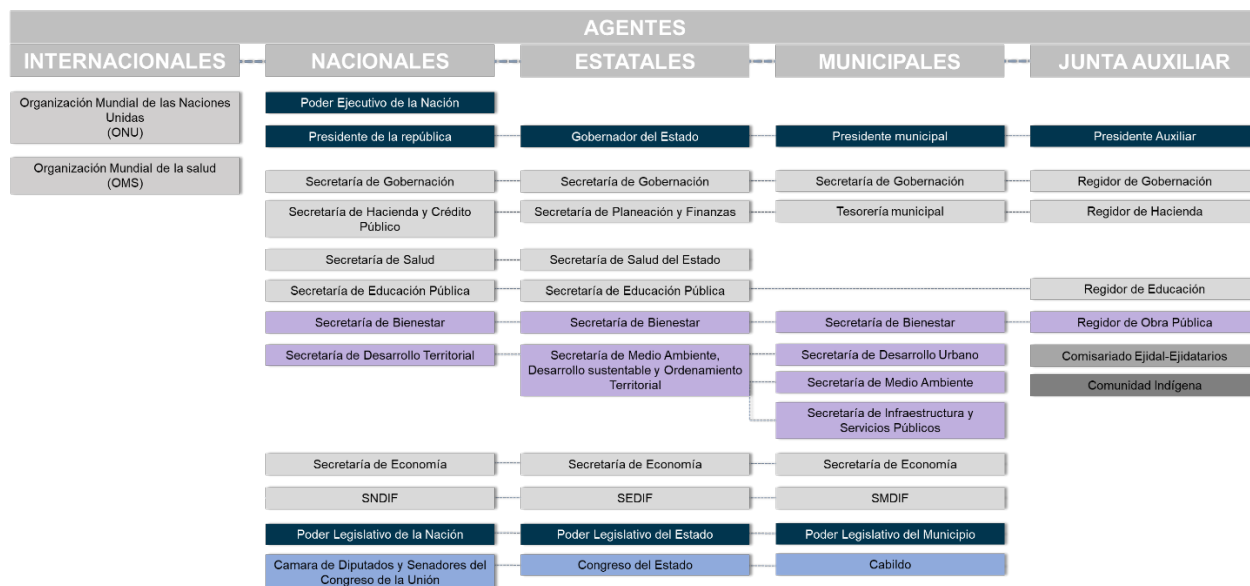 AGENTES
INTERNACIONALES
NACIONALES
ESTATALES
MUNICIPALES
JUNTA AUXILIAR
Organización Mundial de las Naciones
Unidas
(ONU)
Poder Ejecutivo de la Nación
Presidente de la república
Gobernador del Estado
Presidente municipal
Presidente Auxiliar
Organización Mundial de la salud
(OMS)
Secretaría de Gobernación
Secretaría de Gobernación
Secretaría de Gobernación
Regidor de Gobernación
Secretaría de Hacienda y Crédito
Público
Secretaría de Planeación y Finanzas
Tesorería municipal
Regidor de Hacienda
Secretaría de Salud
Secretaría de Salud del Estado
Secretaría de Educación Pública
Secretaría de Educación Pública
Regidor de Educación
Secretaría de Bienestar
Secretaría de Bienestar
Secretaría de Bienestar
Regidor de Obra Pública
Secretaría de Desarrollo Territorial
Secretaría de Medio Ambiente,
Desarrollo sustentable y Ordenamiento
Territorial
Secretaría de Desarrollo Urbano
Comisariado Ejidal-Ejidatarios
Secretaría de Medio Ambiente
Comunidad Indígena
Secretaría de Infraestructura y
Servicios Públicos
Secretaría de Economía
Secretaría de Economía
Secretaría de Economía
SNDIF
SEDIF
SMDIF
Poder Legislativo de la Nación
Poder Legislativo del Estado
Poder Legislativo del Municipio
Camara de Diputados y Senadores del
Congreso de la Unión
Congreso del Estado
Cabildo